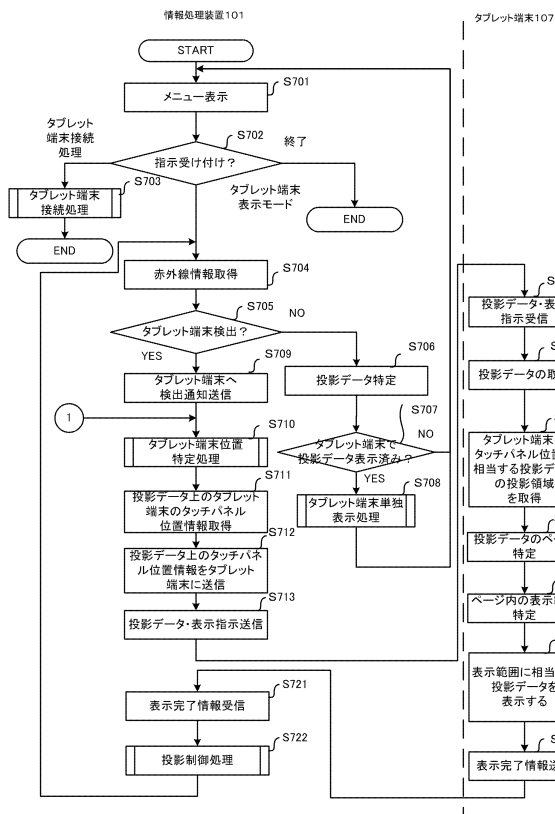 情報処理装置101
タブレット端末107
START
S701
メニュー表示
タブレット
端末接続
処理
S702
終了
指示受け付け？
S703
タブレット端末
接続処理
タブレット端末
表示モード
END
END
S704
赤外線情報取得
S705
NO
タブレット端末検出？
YES
S709
タブレット端末へ
検出通知送信
S706
投影データ特定
S707
タブレット端末で
投影データ表示済み？
NO
YES
S708
タブレット端末単独
表示処理
1
S710
タブレット端末位置
特定処理
S711
投影データ上のタブレット
端末のタッチパネル
位置情報取得
S712
投影データ上のタッチパネ
ル位置情報をタブレット
端末に送信
S713
投影データ・表示指示送信
S721
表示完了情報受信
S722
投影制御処理
投影データ・表
指示受信
投影データの取
タブレット端末
タッチパネル位
相当する投影デ
の投影領域
を取得
投影データのペ
特定
ページ内の表示
特定
表示範囲に相当
投影データを
表示する
表示完了情報送